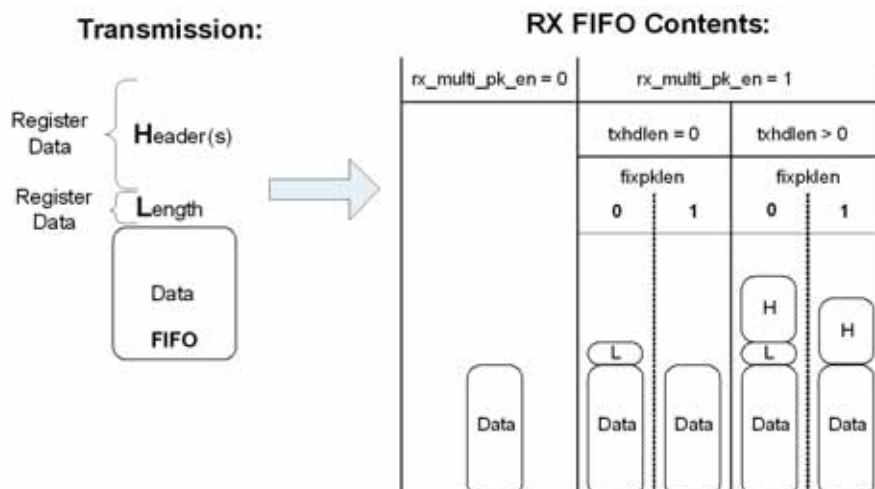 Transmission:
RX FIFO Contents:
rx_multi_pk_en = 0
rx_multi_pk_en = 1
Register
Data
Header(s)
txhdlen = 0
txhdlen > 0
Register
Data
Length
fixpklen
fixpklen
0
1
0
1
Data
FIFO
H
H
L
L
Data
Data
Data
Data
Data